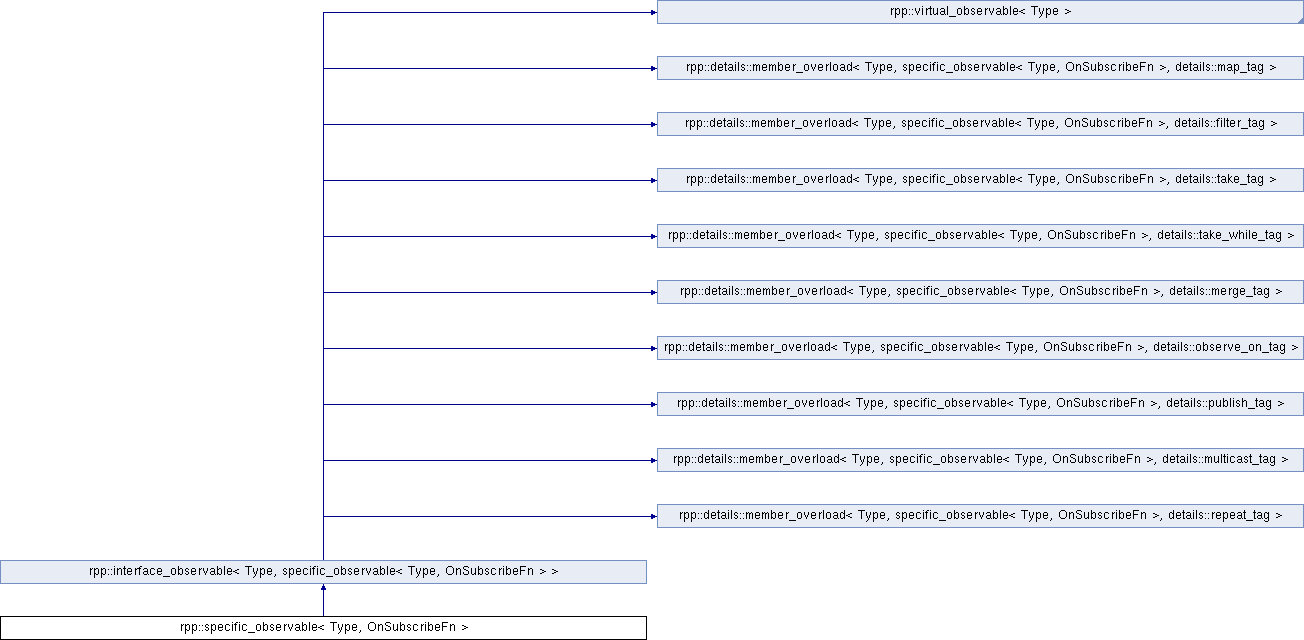 rpp::virtual_observable< Type >
rpp::details::member_overload< Type, specific_observable< Type, OnSubscribeFn >, details::map_tag >
rpp::details::member_overload< Type, specific_observable< Type, OnSubscribeFn >, details::filter_tag >
rpp::details::member_overload< Type, specific_observable< Type, OnSubscribeFn >, details::take_tag >
rpp::details::member_overload< Type, specific_observable< Type, OnSubscribeFn >, details::take_while_tag >
rpp::details::member_overload< Type, specific_observable< Type, OnSubscribeFn >, details::merge_tag >
rpp::details::member_overload< Type, specific_observable< Type, OnSubscribeFn >, details::observe_on_tag >
rpp::details::member_overload< Type, specific_observable< Type, OnSubscribeFn >, details::publish_tag >
rpp::details::member_overload< Type, specific_observable< Type, OnSubscribeFn >, details::multicast_tag >
rpp::details::member_overload< Type, specific_observable< Type, OnSubscribeFn >, details::repeat_tag >
rpp::interface_observable< Type, specific_observable< Type, OnSubscribeFn > >
rpp::specific_observable< Type, OnSubscribeFn >